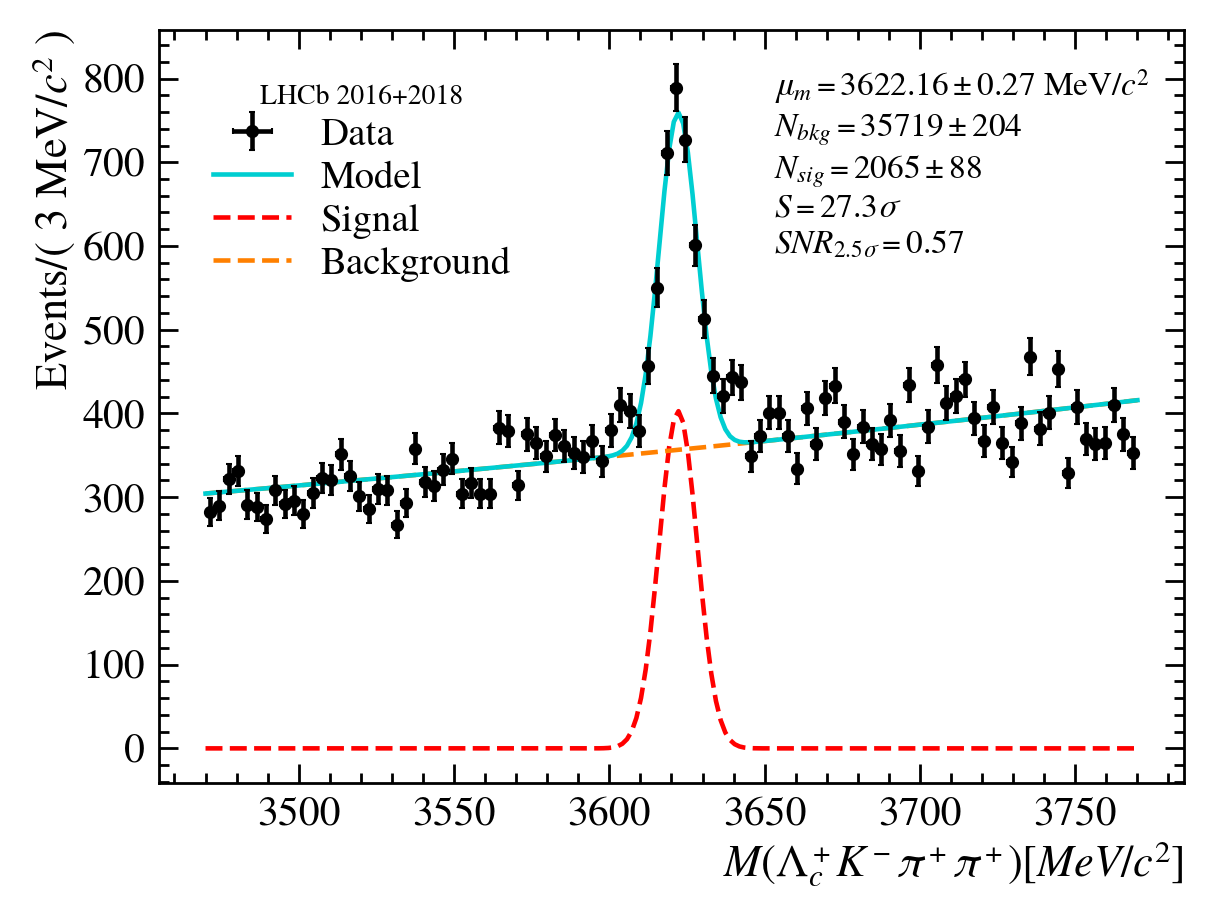 Events/( 3 MeV/c² )
800
700
600
500
400
300
200
100
0
LHCb 2016+2018
Data
Model
Signal
Background
μₘ = 3622.16 ± 0.27 MeV/c²
N_bkg = 35719 ± 204
N_sig = 2065 ± 88
S = 27.3σ
SNR_2.5σ = 0.57
3500 3550 3600 3650 3700 3750
M(Λ_c⁺K⁻π⁺π⁺)[MeV/c²]